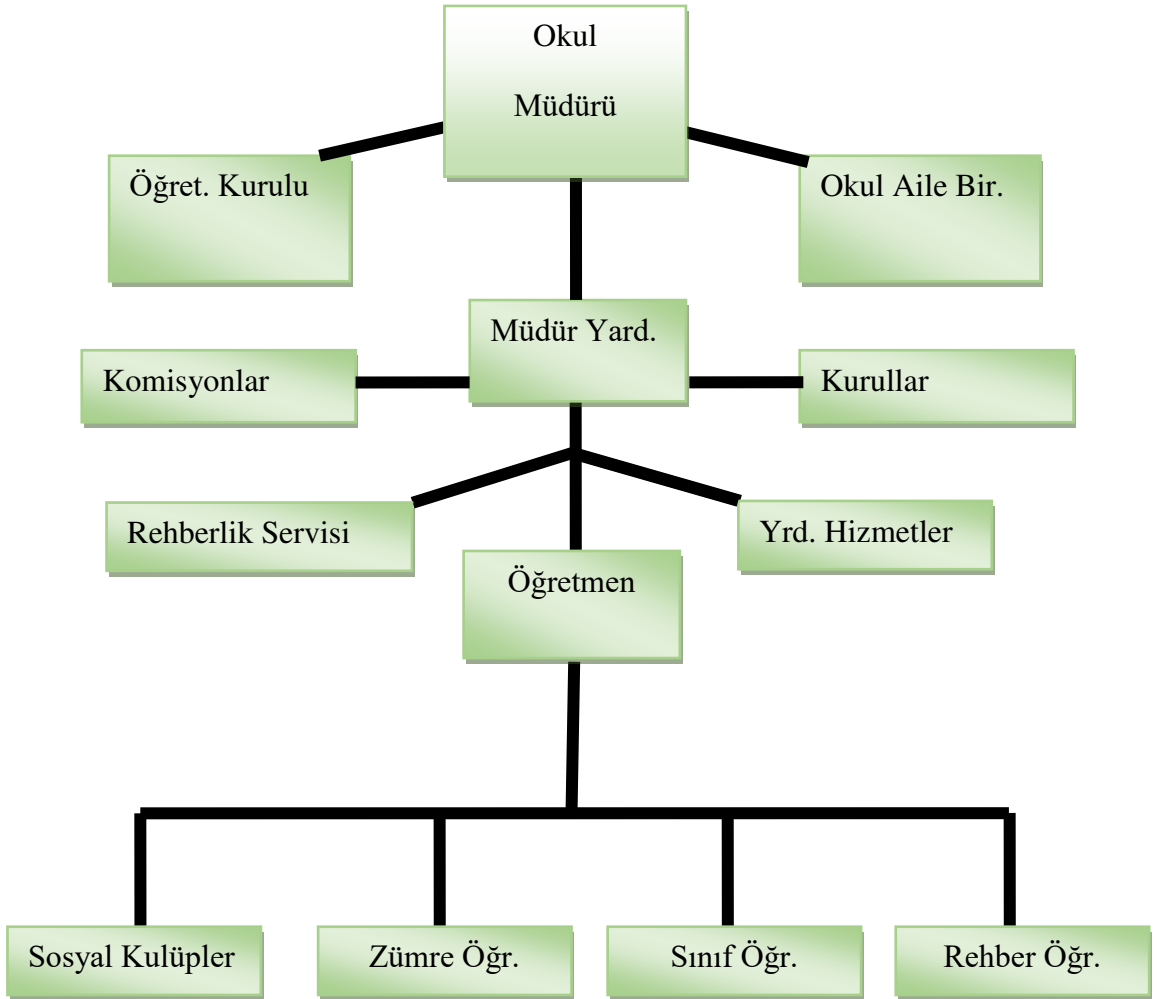 Okul
Müdürü
Öğret. Kurulu
Okul Aile Bir.
Müdür Yard.
Komisyonlar
Kurullar
Rehberlik Servisi
Yrd. Hizmetler
Öğretmen
Sosyal Kulüpler
Zümre Öğr.
Sınıf Öğr.
Rehber Öğr.